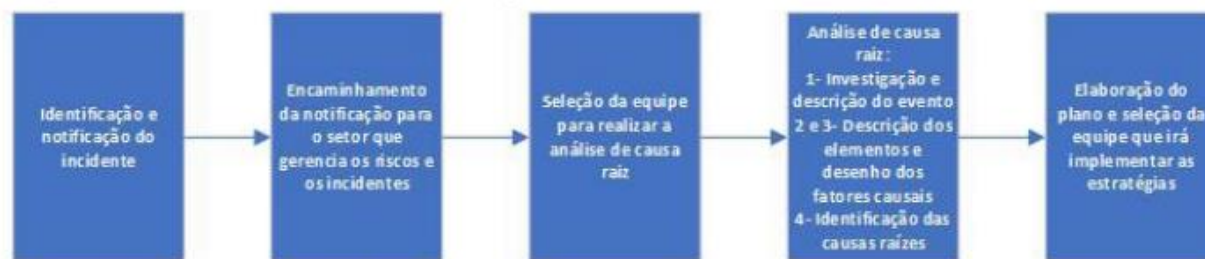 Identificação e
notificação do
incidente
Encaminhamento
da notificação para
o setor que
gerencia os riscos e
os incidentes
Seleção da equipe
para realizar a
análise de causa
raiz
Análise de causa
raiz:
1- Investigação e
descrição do evento
2 e 3- Descrição dos
elementos e
desenho dos
fatores causais
4- Identificação das
causas raízes
Elaboração do
plano e seleção da
equipe que irá
implementar as
estratégias